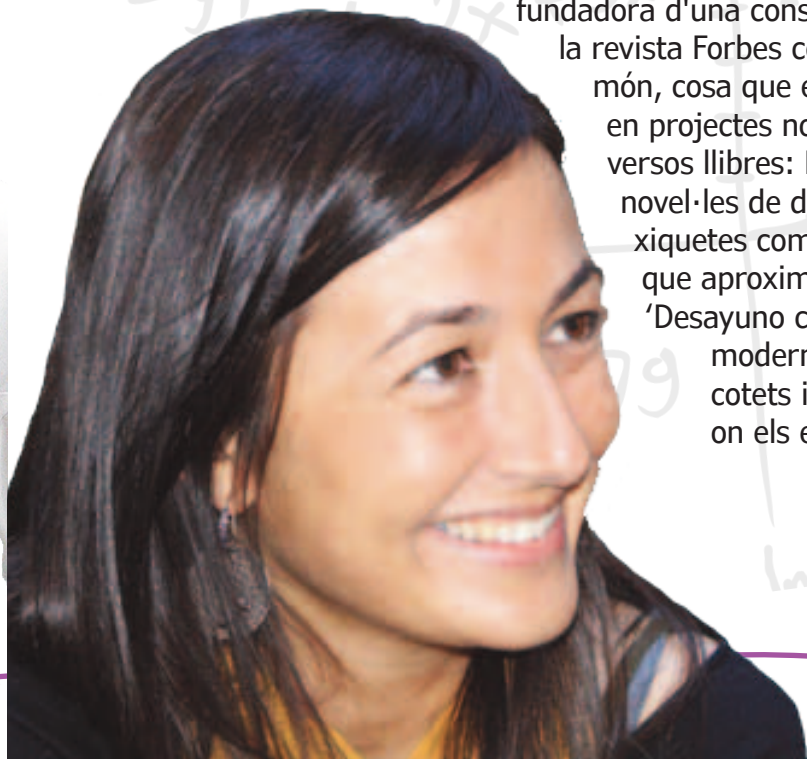 fundadora d'una cons
la revista Forbes c
món, cosa que e
en projectes no
versos llibres:
novel·les de d
xiquetes com
que aproxim
‘Desayuno c
modern
cotets i
on els e